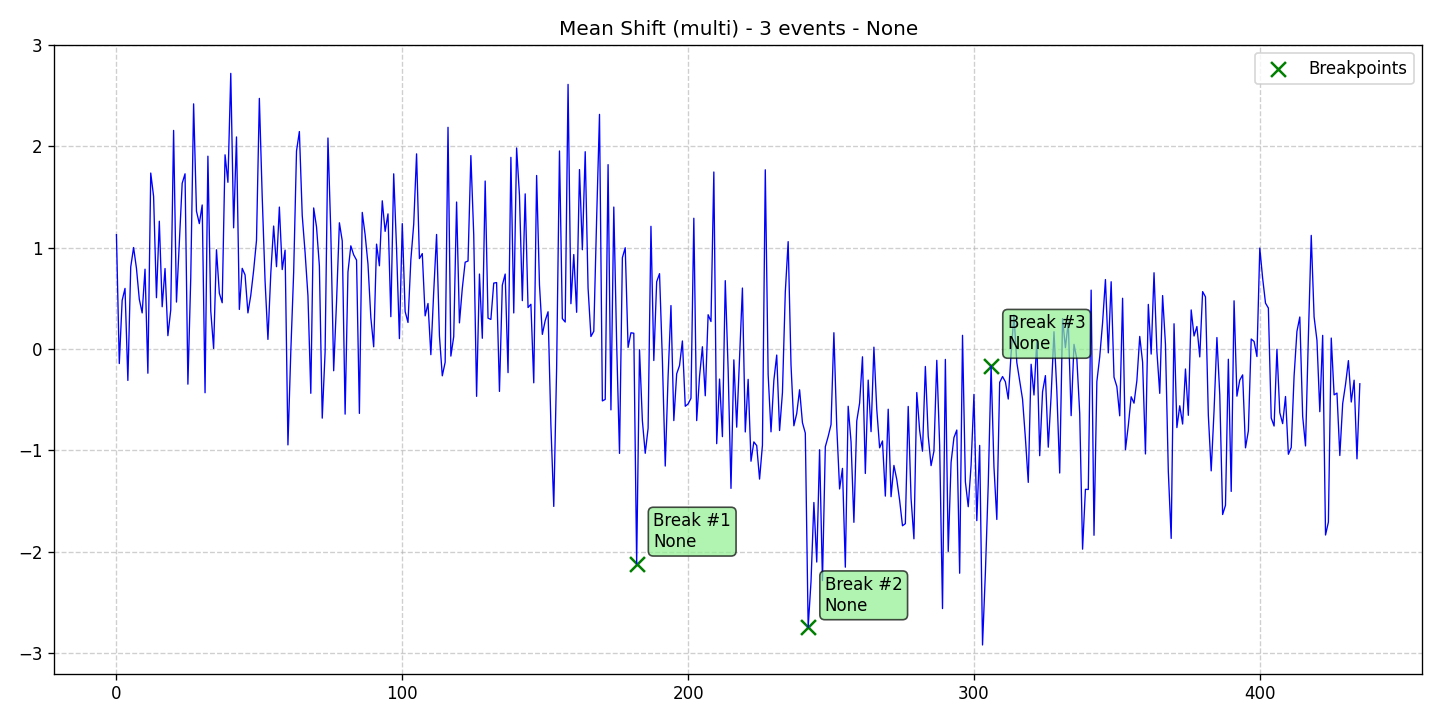 Mean Shift (multi) - 3 events - None
3
Breakpoints
2
1
Break #3
None
0
−1
Break #1
None
−2
Break #2
None
−3
0
100
200
300
400